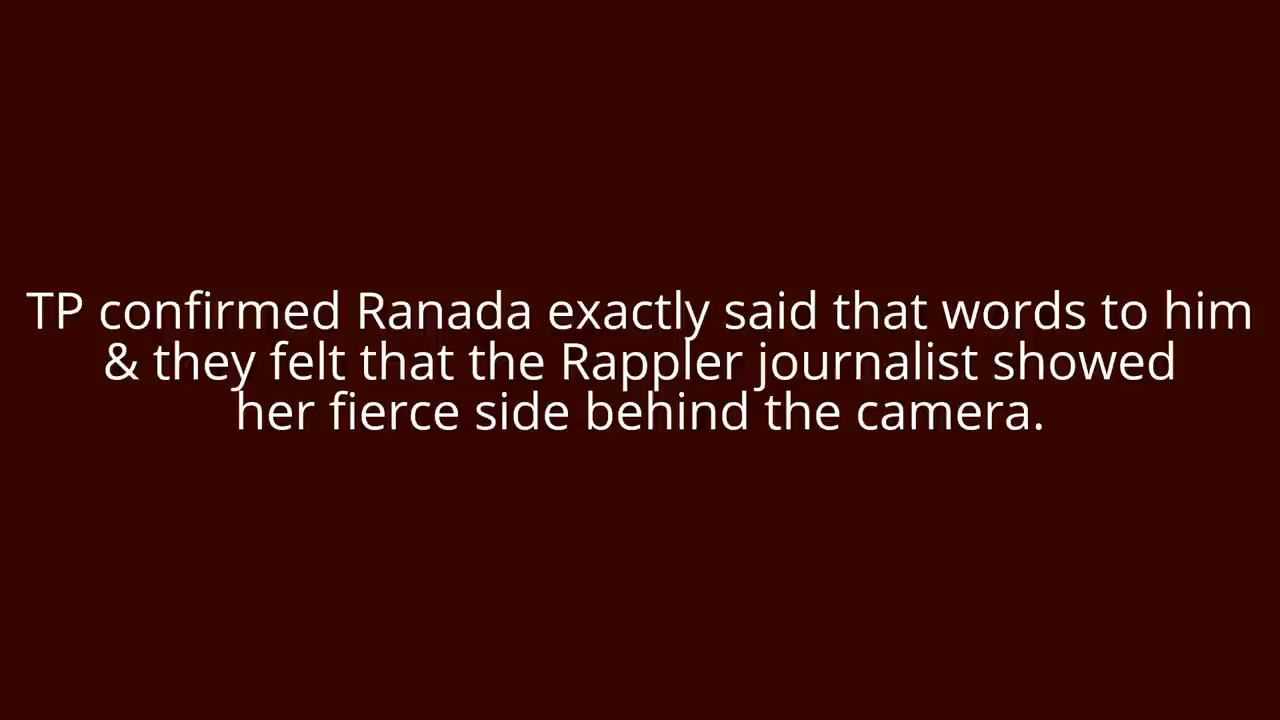 TP confirmed Ranada exactly said that words to him
& they felt that the Rappler journalist showed
her fierce side behind the camera.